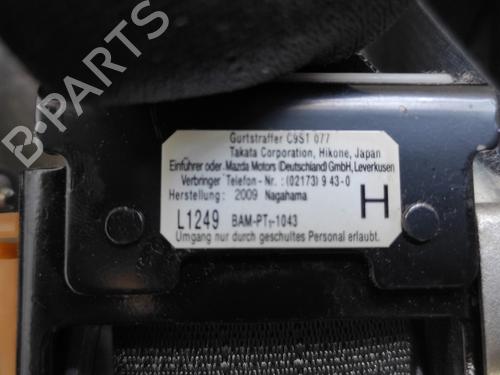 Gurtstraffer C9S1 077
Takata Corporation, Hikone, Japan
Einführer oder Mazda Motors (Deutschland) GmbH, Leverkusen
Verbringer Telefon-Nr.: (02173) 9 43-0
Herstellung: 2009 Nagahama
H
L1249 BAM-PT₁-1043
Umgang nur durch geschultes Personal erlaubt.
B-PARTS